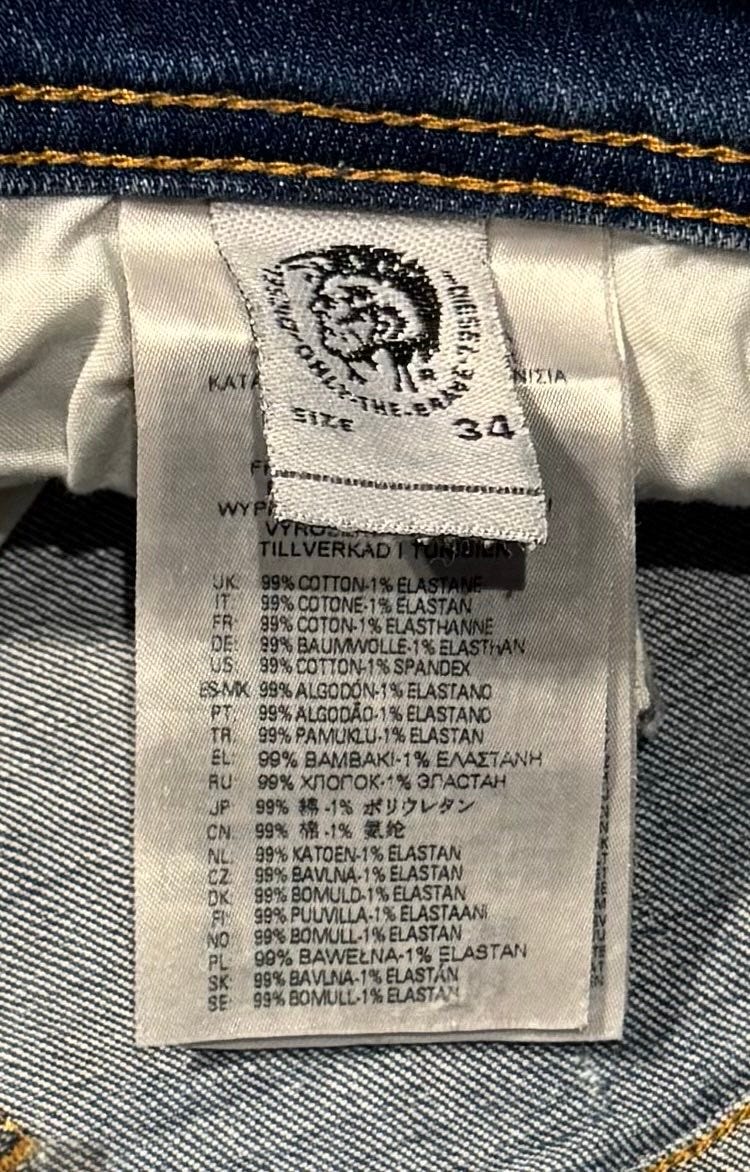 DIESEL·ONLY·THE·BRAVE
SIZE 34
TILLVERKAD I TUNISIEN
UK: 99% COTTON-1% ELASTANE
IT: 99% COTONE-1% ELASTAN
FR: 99% COTON-1% ELASTHANNE
DE: 99% BAUMWOLLE-1% ELASTHAN
US: 99% COTTON-1% SPANDEX
ES-MX 99% ALGODÓN-1% ELASTANO
PT: 99% ALGODÃO-1% ELASTANO
TR: 99% PAMUKLU-1% ELASTAN
EL: 99% ΒΑΜΒΑΚΙ-1% ΕΛΑΣΤΑΝΗ
RU: 99% ХЛОПОК-1% ЭЛАСТАН
JP 99% 綿 -1% ポリウレタン
CN: 99% 棉 -1% 氨纶
NL: 99% KATOEN-1% ELASTAN
CZ: 99% BAVLNA-1% ELASTAN
DK: 99% BOMULD-1% ELASTAN
FI: 99% PUUVILLA-1% ELASTAANI
NO: 99% BOMULL-1% ELASTAN
PL: 99% BAWEŁNA-1% ELASTAN
SK: 99% BAVLNA-1% ELASTAN
SE: 99% BOMULL-1% ELASTAN